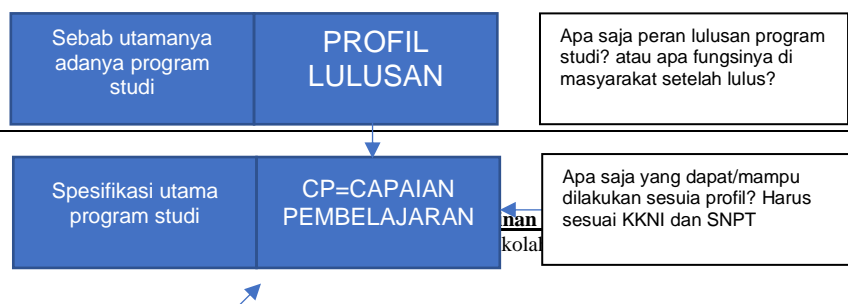 Sebab utamanya
adanya program
studi
PROFIL
LULUSAN
Apa saja peran lulusan program
studi? atau apa fungsinya di
masyarakat setelah lulus?
Spesifikasi utama
program studi
CP=CAPAIAN
PEMBELAJARAN
Apa saja yang dapat/mampu
dilakukan sesuia profil? Harus
sesuai KKNI dan SNPT